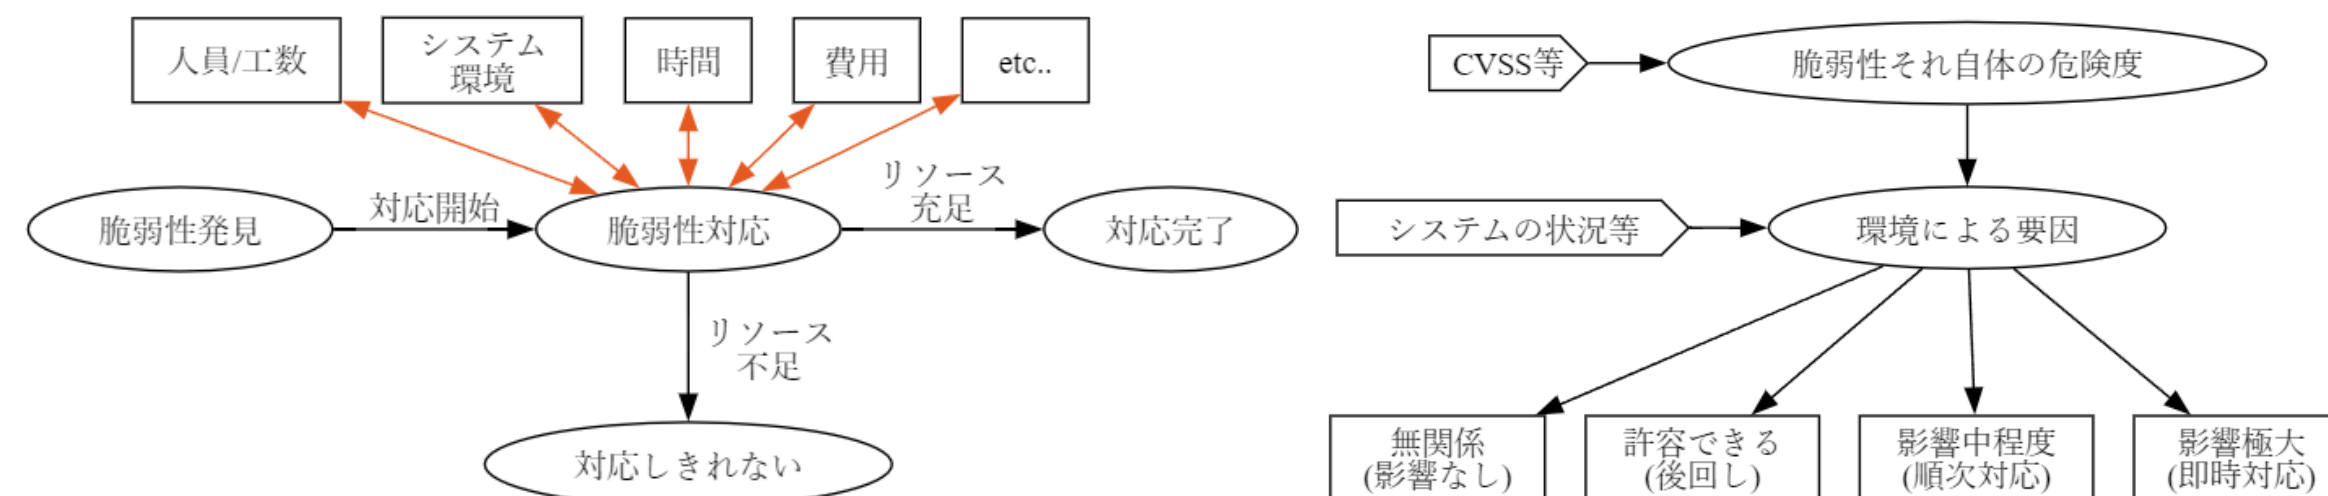 人員/工数
システム
環境
時間
費用
etc..
脆弱性発見
対応開始
脆弱性対応
リソース
充足
対応完了
リソース
不足
対応しきれない
CVSS等
脆弱性それ自体の危険度
システムの状況等
環境による要因
無関係
(影響なし)
許容できる
(後回し)
影響中程度
(順次対応)
影響極大
(即時対応)